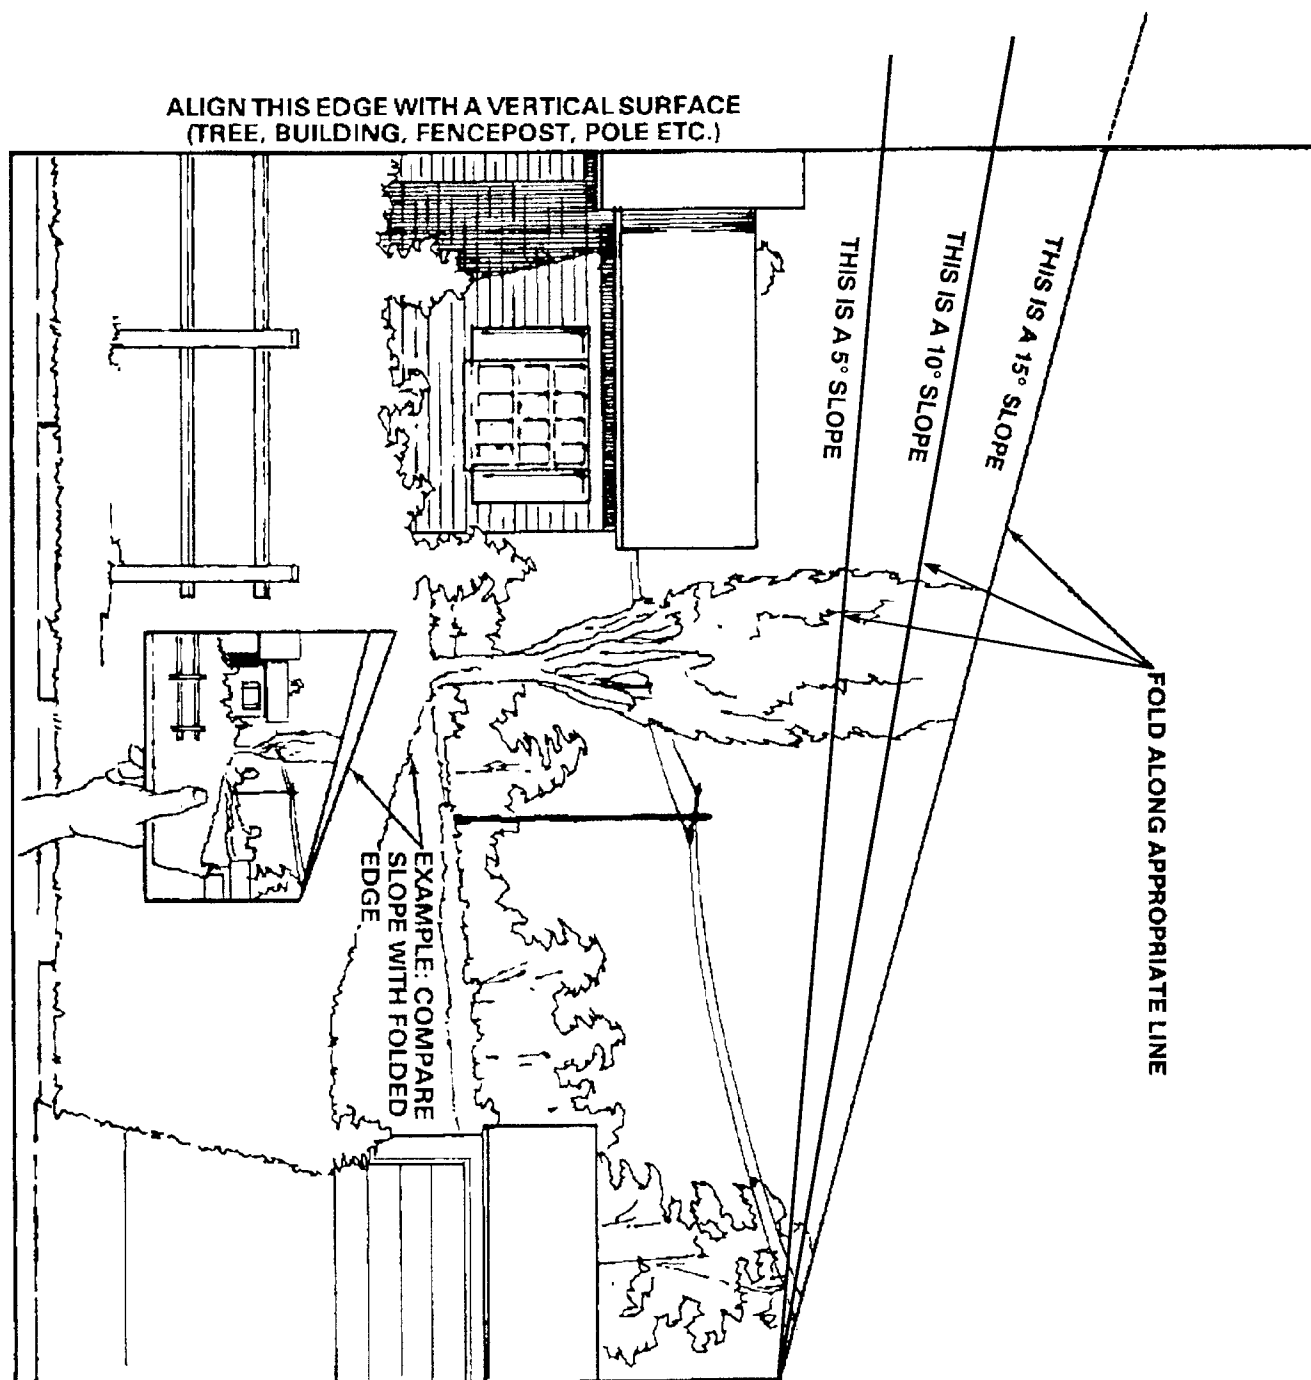 ALIGN THIS EDGE WITH A VERTICAL SURFACE
(TREE, BUILDING, FENCEPOST, POLE ETC.)
THIS IS A 5° SLOPE
THIS IS A 10° SLOPE
THIS IS A 15° SLOPE
FOLD ALONG APPROPRIATE LINE
EXAMPLE: COMPARE
SLOPE WITH FOLDED
EDGE